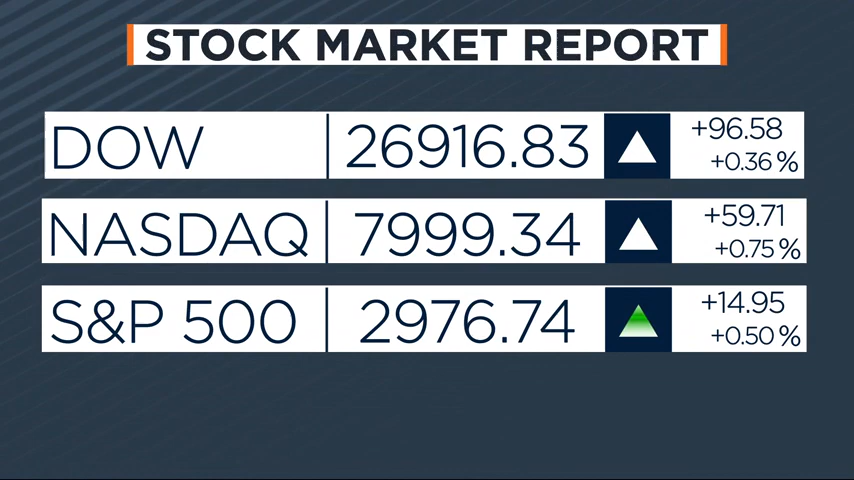 STOCK MARKET REPORT
DOW 26916.83 +96.58
+0.36%
NASDAQ 7999.34 +59.71
+0.75%
S&P 500 2976.74 +14.95
+0.50%